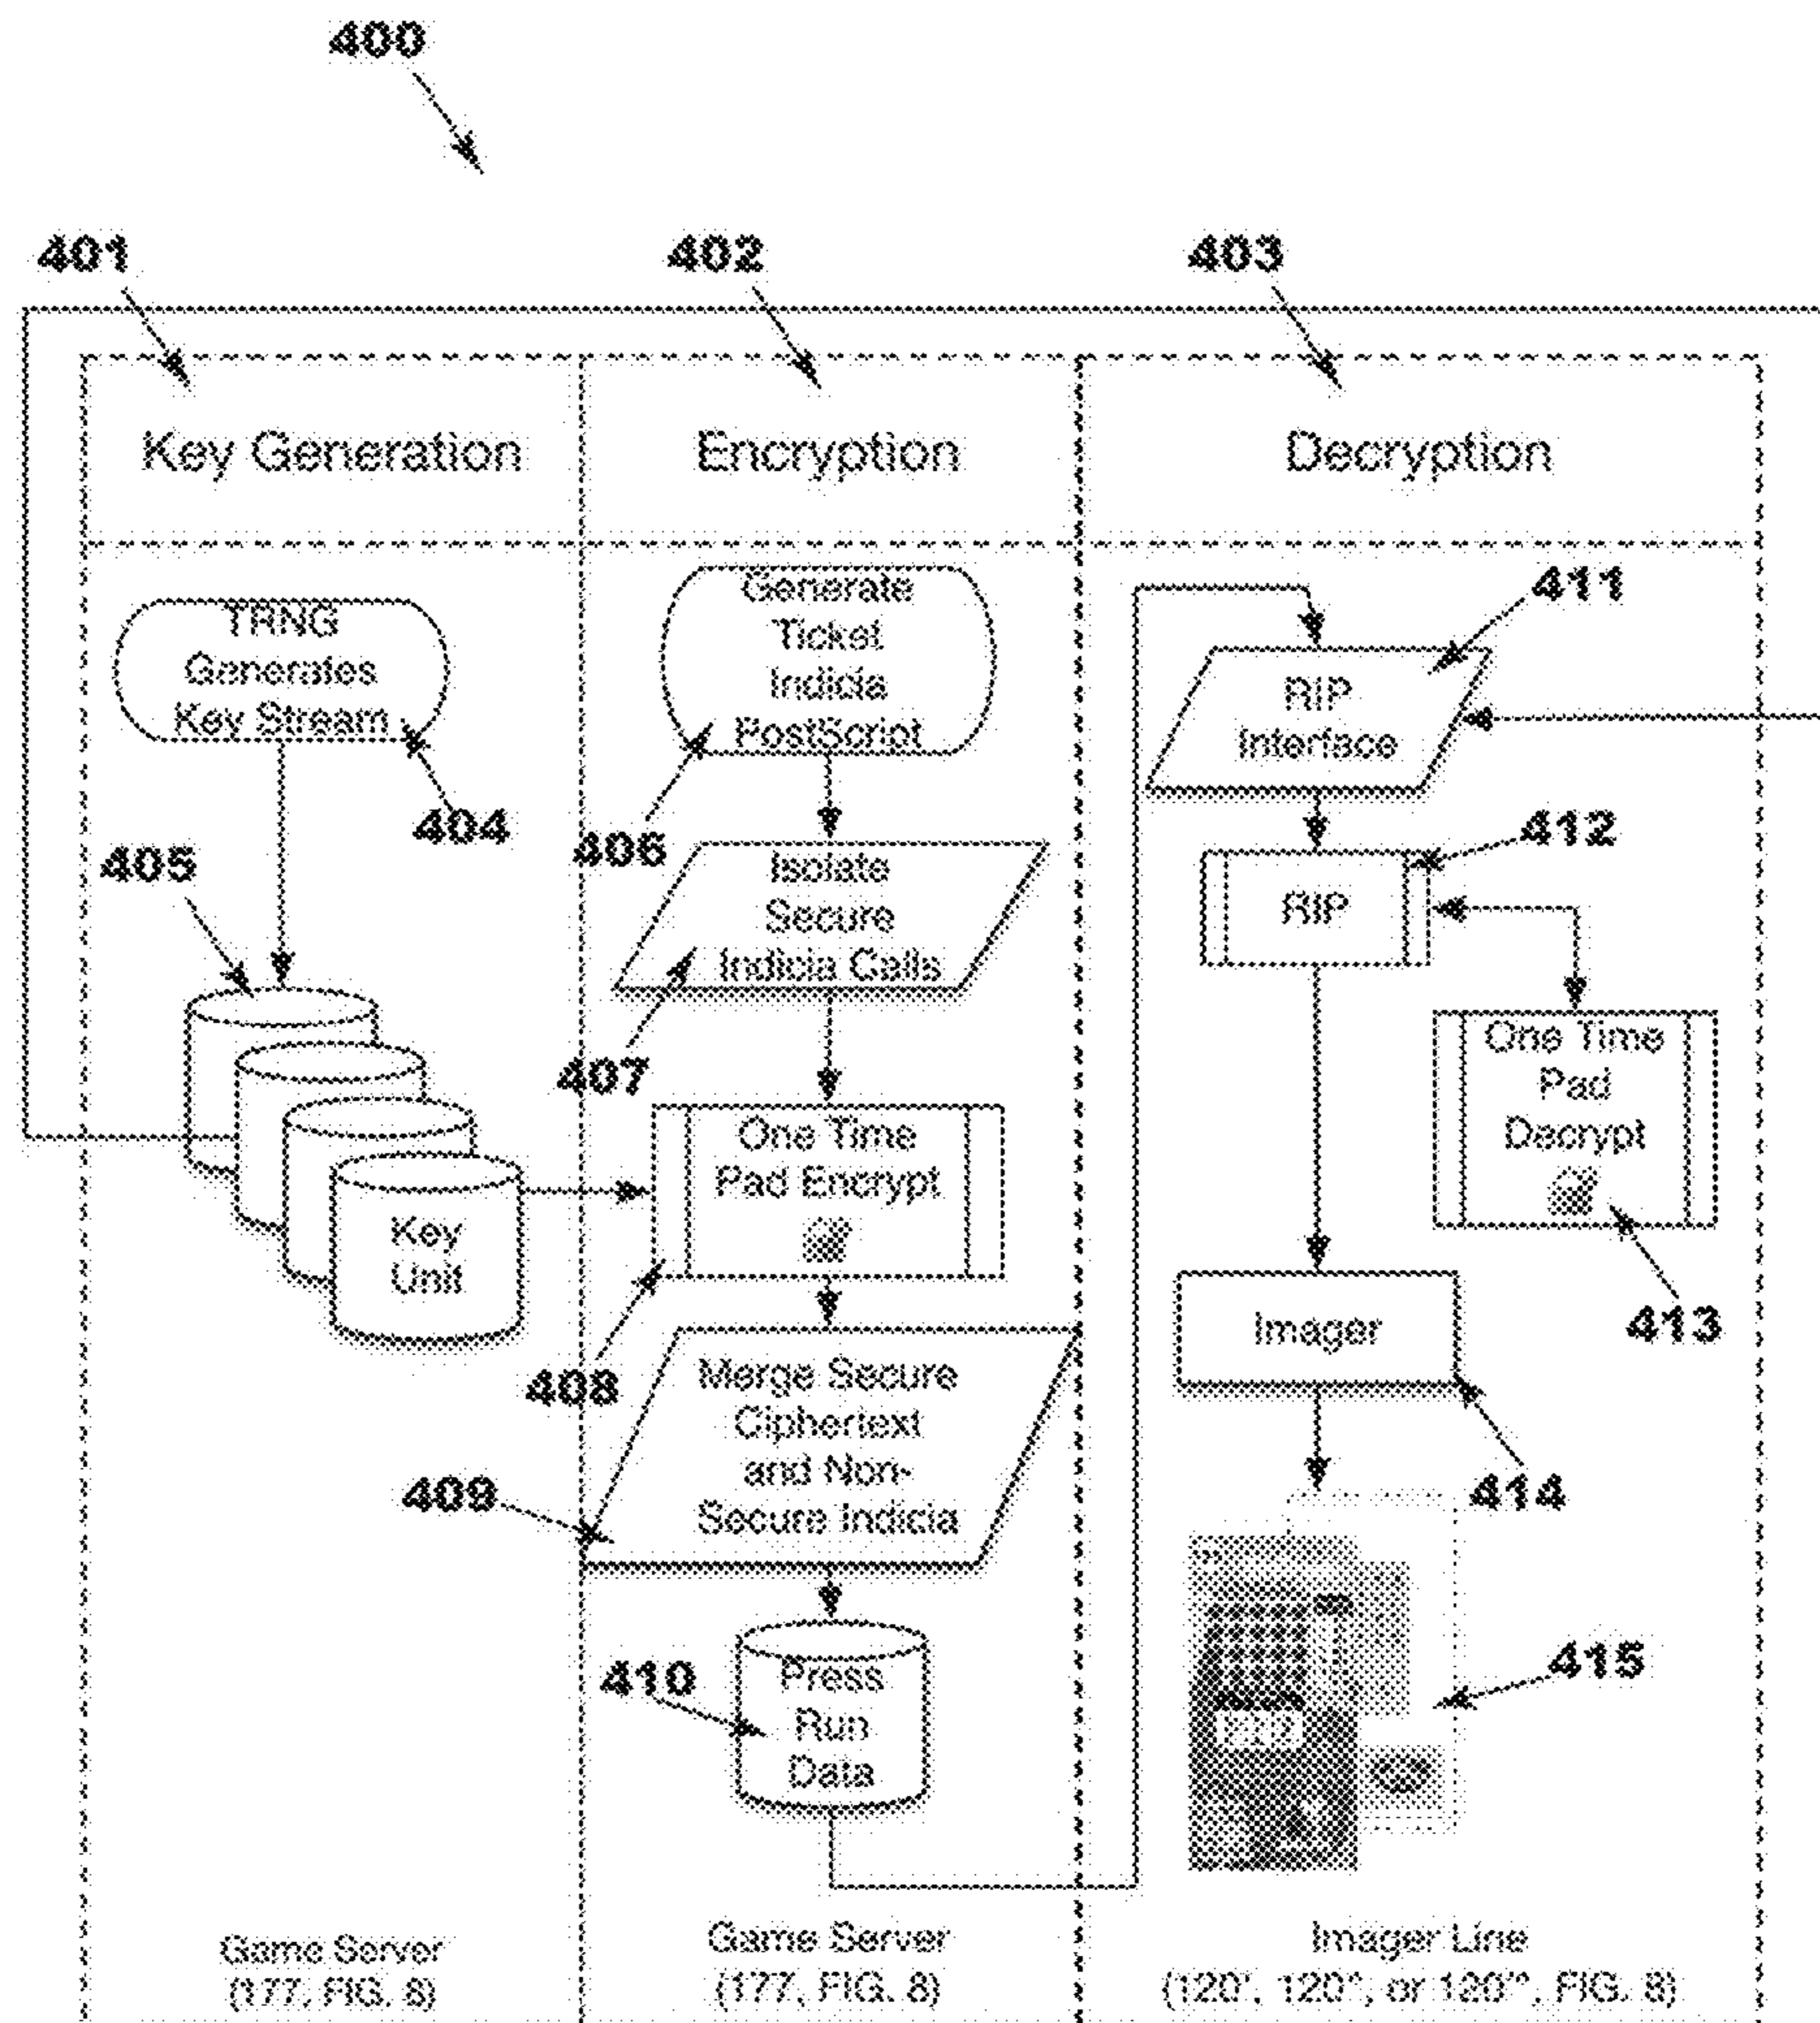 400
401
402
403
Key Generation
Encryption
Decryption
TRNG
Generates
Key Stream
404
405
Key
Unit
Generate
Ticket
Indicia
PostScript
406
Isolate
Secure
Indicia Calls
407
One Time
Pad Encrypt
408
Merge Secure
Ciphertext
and Non-
Secure Indicia
409
Press
Run
Data
410
RIP
Interface
411
RIP
412
One Time
Pad
Decrypt
413
Imager
414
415
Game Server
(177, FIG. 8)
Game Server
(177, FIG. 8)
Imager Line
(120', 120", or 120"', FIG. 8)